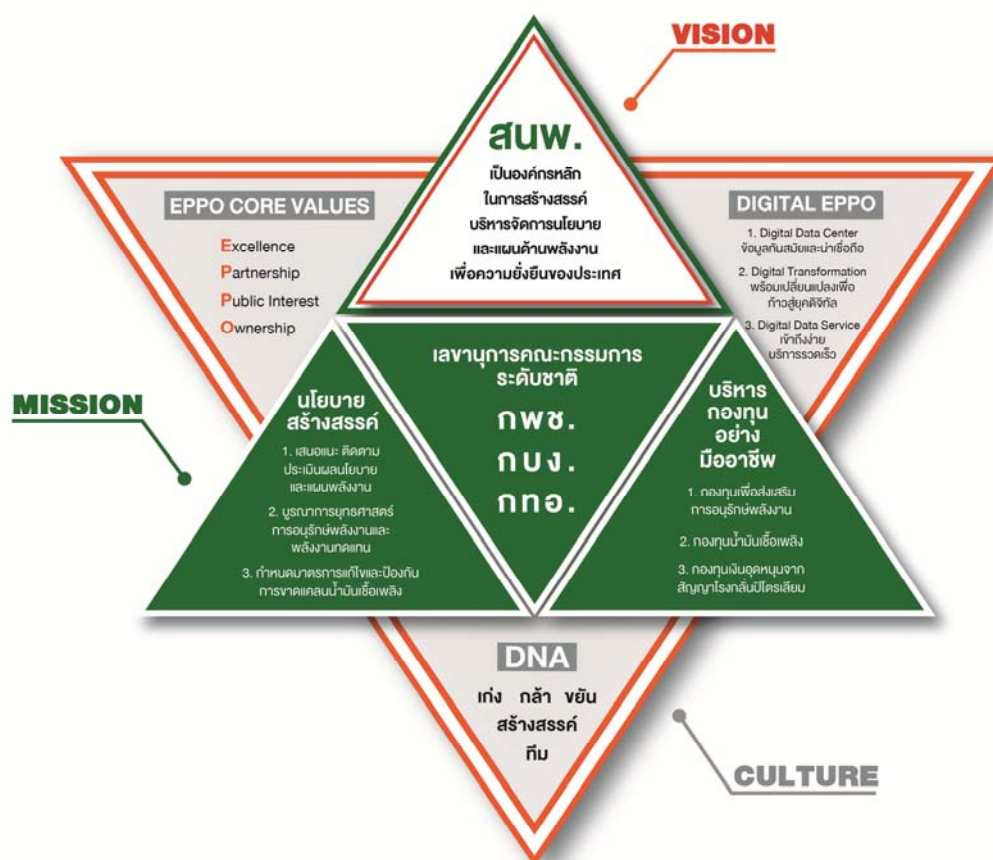 VISION
สนพ.
เป็นองค์กรหลัก
ในการสร้างสรรค์
บริหารจัดการนโยบาย
และแผนด้านพลังงาน
เพื่อความยั่งยืนของประเทศ
EPPO CORE VALUES
Excellence
Partnership
Public Interest
Ownership
DIGITAL EPPO
1. Digital Data Center
ข้อมูลทันสมัยและน่าเชื่อถือ
2. Digital Transformation
พร้อมเปลี่ยนแปลงเพื่อ
ก้าวสู่ยุคดิจิทัล
3. Digital Data Service
เข้าถึงง่าย
บริการรวดเร็ว
MISSION
นโยบาย
สร้างสรรค์
1. เสนอแนะ ติดตาม
ประเมินผลนโยบาย
และแผนพลังงาน
2. บูรณาการยุทธศาสตร์
การอนุรักษ์พลังงานและ
พลังงานทดแทน
3. กำหนดมาตรการแก้ไขและป้องกัน
การขาดแคลนน้ำมันเชื้อเพลิง
เลขานุการคณะกรรมการ
ระดับชาติ
กพช.
กบง.
กทอ.
บริหาร
กองทุน
อย่าง
มืออาชีพ
1. กองทุนเพื่อส่งเสริม
การอนุรักษ์พลังงาน
2. กองทุนน้ำมันเชื้อเพลิง
3. กองทุนเงินอุดหนุนจาก
สัญญาโรงกลั่นปิโตรเลียม
DNA
เก่ง กล้า ขยัน
สร้างสรรค์
ทีม
CULTURE